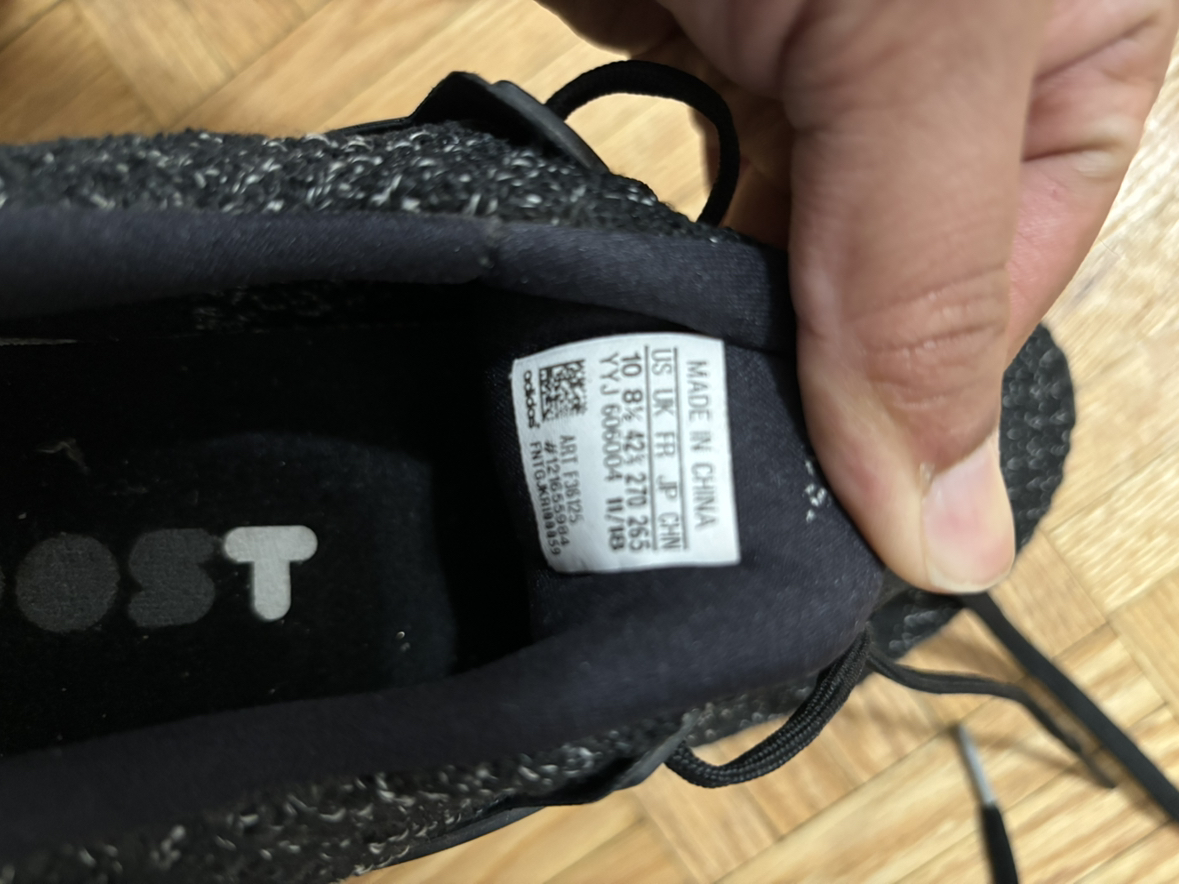 MADE IN CHINA
US UK FR JP CHN
10 8½ 42⅔ 270 265
YYJ 606004 11/18
ART F36125
#121655984
adidas
OST